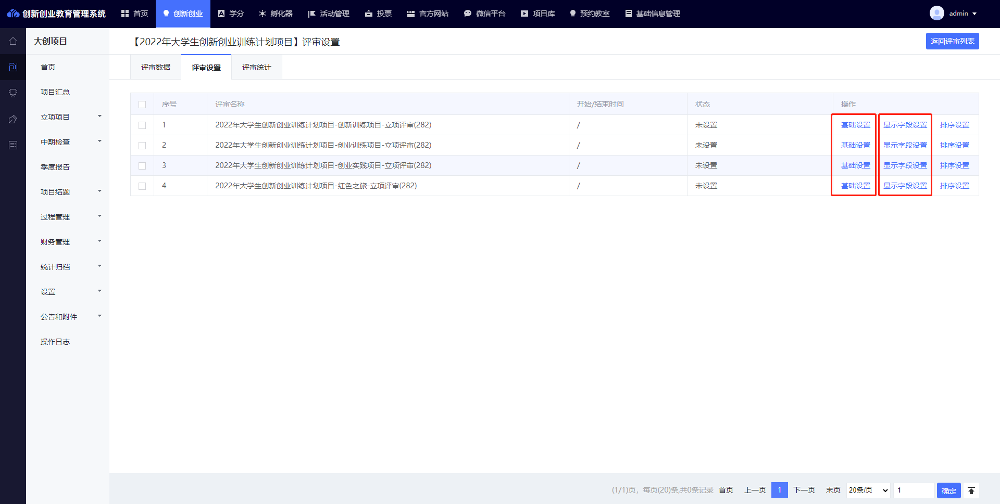 创新创业教育管理系统 首页 创新创业 学分 孵化器 活动管理 投票 官方网站 微信平台 项目库 预约教室 基础信息管理 admin
大创项目
首页
项目汇总
立项项目
中期检查
季度报告
项目结题
过程管理
财务管理
统计归档
设置
公告和附件
操作日志
【2022年大学生创新创业训练计划项目】评审设置 返回评审列表
评审数据 评审设置 评审统计
序号 评审名称 开始/结束时间 状态 操作
1 2022年大学生创新创业训练计划项目-创新训练项目-立项评审(282) / 未设置 基础设置 显示字段设置 排序设置
2 2022年大学生创新创业训练计划项目-创业训练项目-立项评审(282) / 未设置 基础设置 显示字段设置 排序设置
3 2022年大学生创新创业训练计划项目-创业实践项目-立项评审(282) / 未设置 基础设置 显示字段设置 排序设置
4 2022年大学生创新创业训练计划项目-红色之旅-立项评审(282) / 未设置 基础设置 显示字段设置 排序设置
(1/1)页，每页(20)条,共0条记录 首页 上一页 1 下一页 末页 20条/页 1 确定